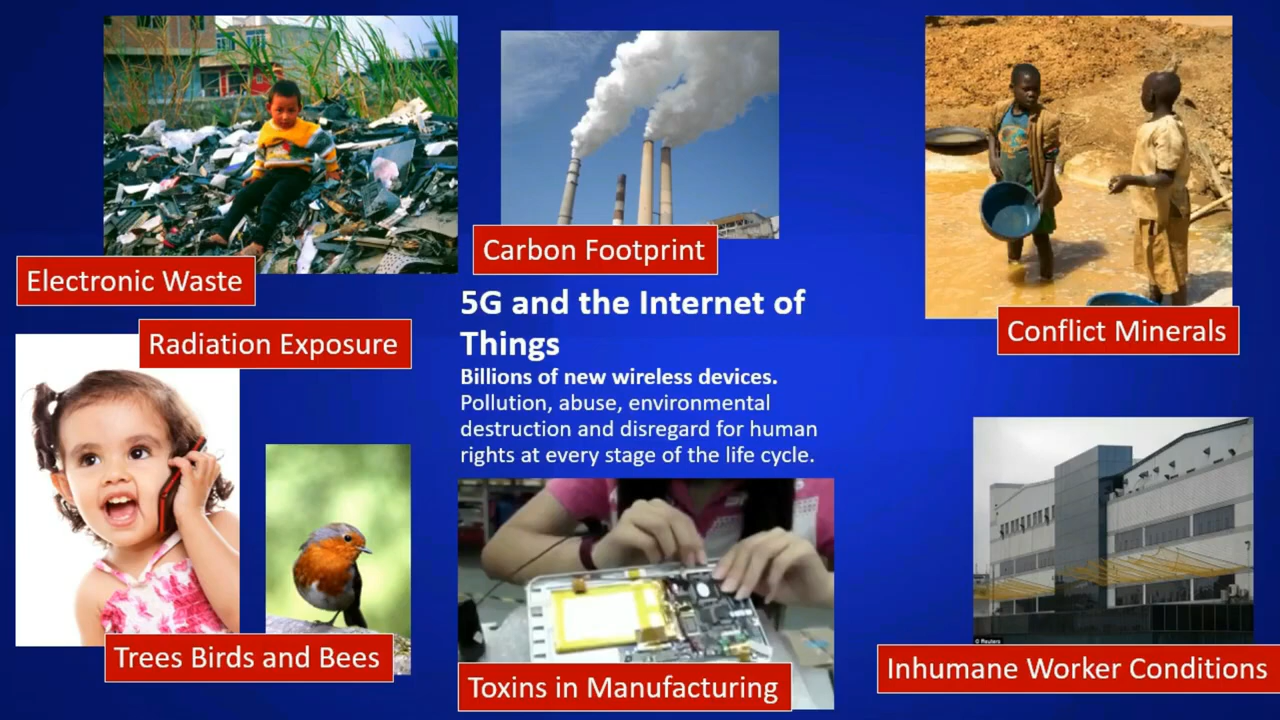 Electronic Waste
Carbon Footprint
Conflict Minerals
Radiation Exposure
5G and the Internet of
Things
Billions of new wireless devices.
Pollution, abuse, environmental
destruction and disregard for human
rights at every stage of the life cycle.
Trees Birds and Bees
Toxins in Manufacturing
© Reuters
Inhumane Worker Conditions